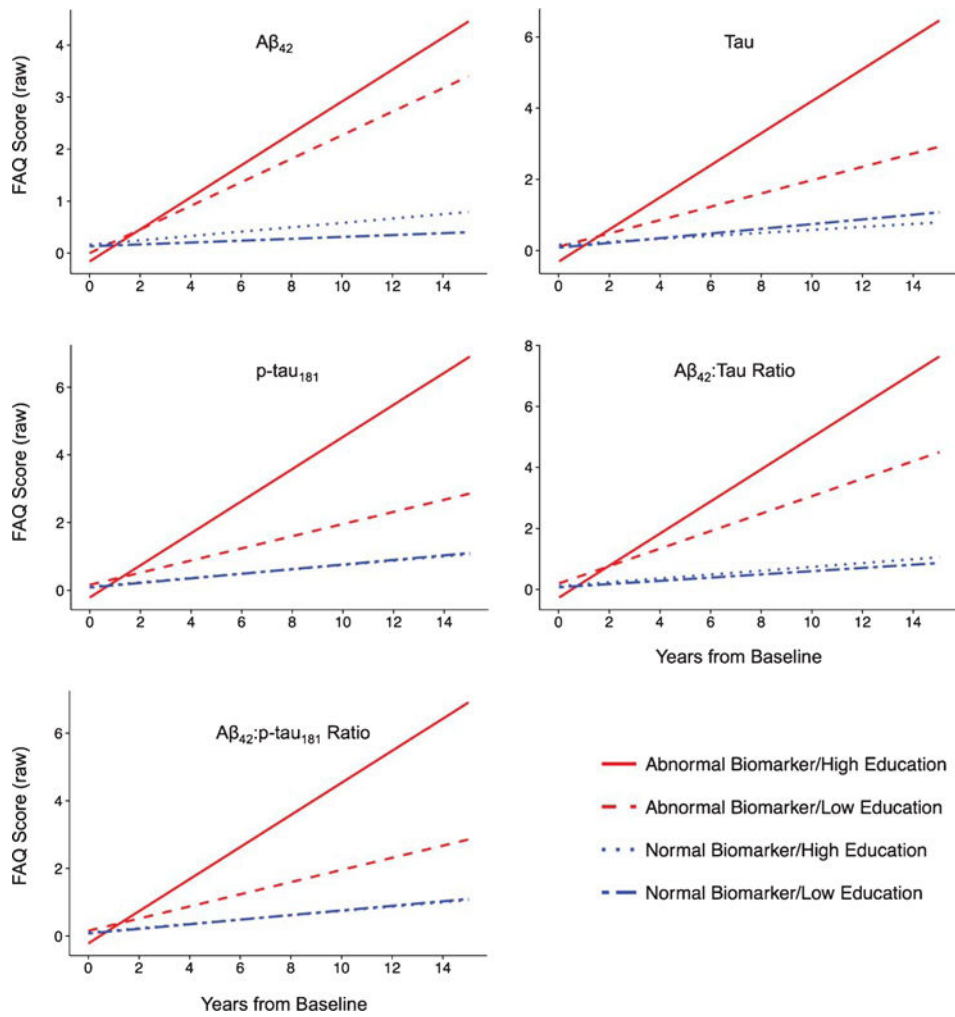 Aβ₄₂
FAQ Score (raw)
4
3
2
1
0
0 2 4 6 8 10 12 14
Tau
6
4
2
0
0 2 4 6 8 10 12 14
p-tau₁₈₁
FAQ Score (raw)
6
4
2
0
0 2 4 6 8 10 12 14
Aβ₄₂:Tau Ratio
8
6
4
2
0
0 2 4 6 8 10 12 14
Years from Baseline
Aβ₄₂:p-tau₁₈₁ Ratio
FAQ Score (raw)
6
4
2
0
0 2 4 6 8 10 12 14
Years from Baseline
Abnormal Biomarker/High Education
Abnormal Biomarker/Low Education
Normal Biomarker/High Education
Normal Biomarker/Low Education